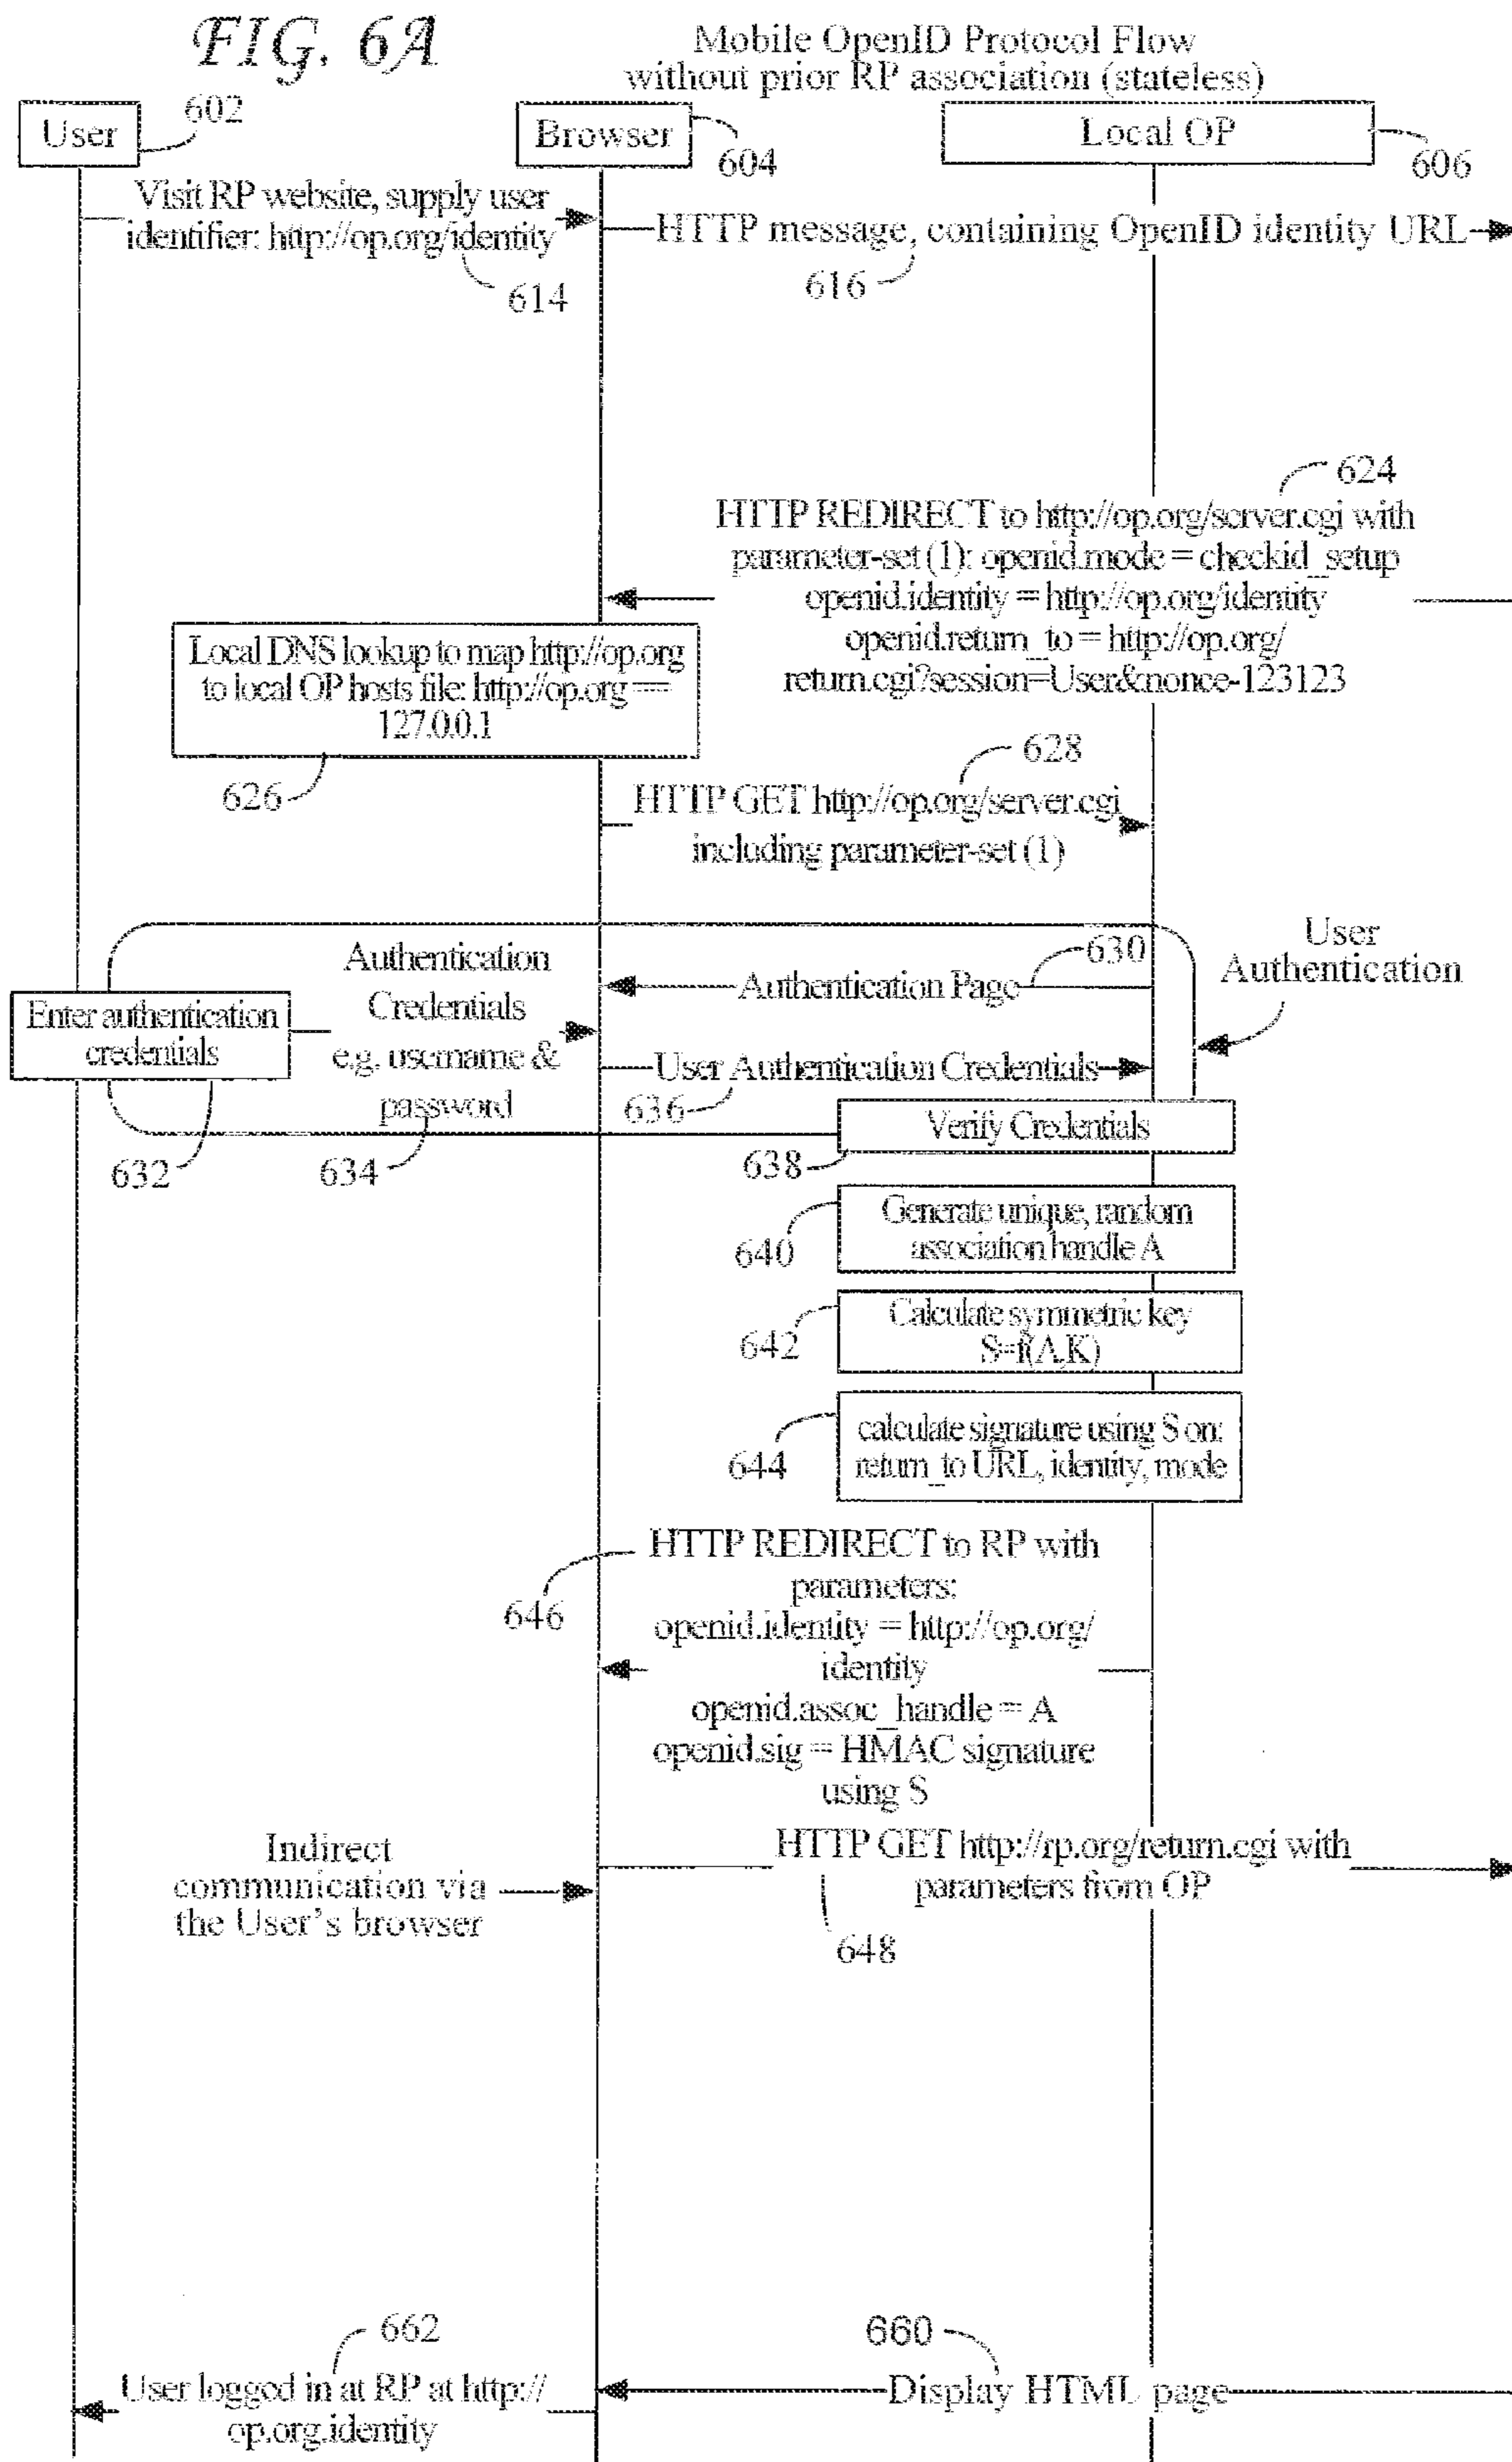 FIG. 6A
Mobile OpenID Protocol Flow
without prior RP association (stateless)
User
602
Browser
604
Local OP
606
Visit RP website, supply user
identifier: http://op.org/identity
614
HTTP message, containing OpenID identity URL
616
624
HTTP REDIRECT to http://op.org/server.cgi with
parameter-set (1): openid.mode = checkid_setup
openid.identity = http://op.org/identity
openid.return_to = http://op.org/
return.cgi?session=User&nonce-123123
Local DNS lookup to map http://op.org
to local OP hosts file: http://op.org ==
127.0.0.1
626
628
HTTP GET http://op.org/server.cgi
including parameter-set (1)
User
Authentication
630
Authentication Page
Authentication
Credentials
e.g. username &
password
Enter authentication
credentials
User Authentication Credentials
636
632
634
Verify Credentials
638
Generate unique, random
association handle A
640
Calculate symmetric key
S=f(A,K)
642
calculate signature using S on:
return_to URL, identity, mode
644
HTTP REDIRECT to RP with
parameters:
openid.identity = http://op.org/
identity
openid.assoc_handle = A
openid.sig = HMAC signature
using S
646
Indirect
communication via
the User's browser
HTTP GET http://rp.org/return.cgi with
parameters from OP
648
662
User logged in at RP at http://
op.org.identity
660
Display HTML page